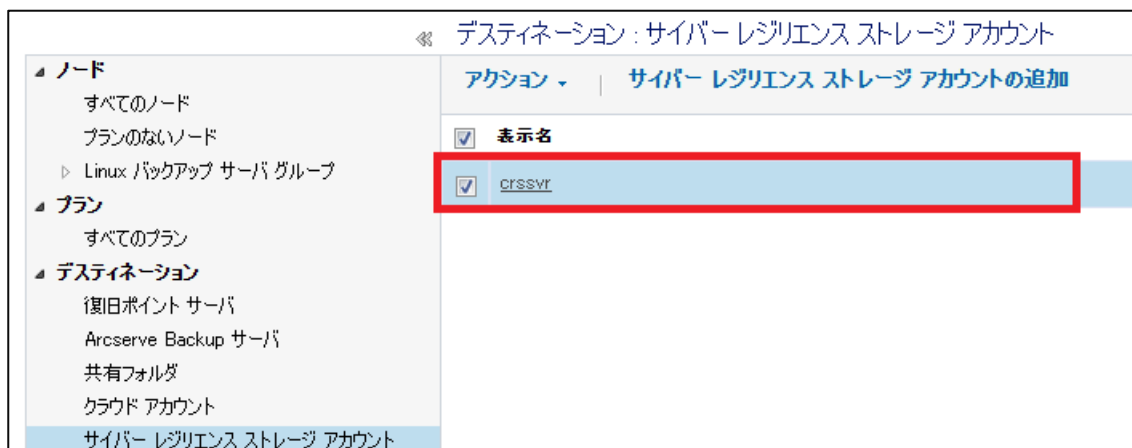 デスティネーション : サイバー レジリエンス ストレージ アカウント
アクション
サイバー レジリエンス ストレージ アカウントの追加
表示名
crssvr
ノード
すべてのノード
プランのないノード
Linux バックアップ サーバ グループ
プラン
すべてのプラン
デスティネーション
復旧ポイント サーバ
Arcserve Backup サーバ
共有フォルダ
クラウド アカウント
サイバー レジリエンス ストレージ アカウント